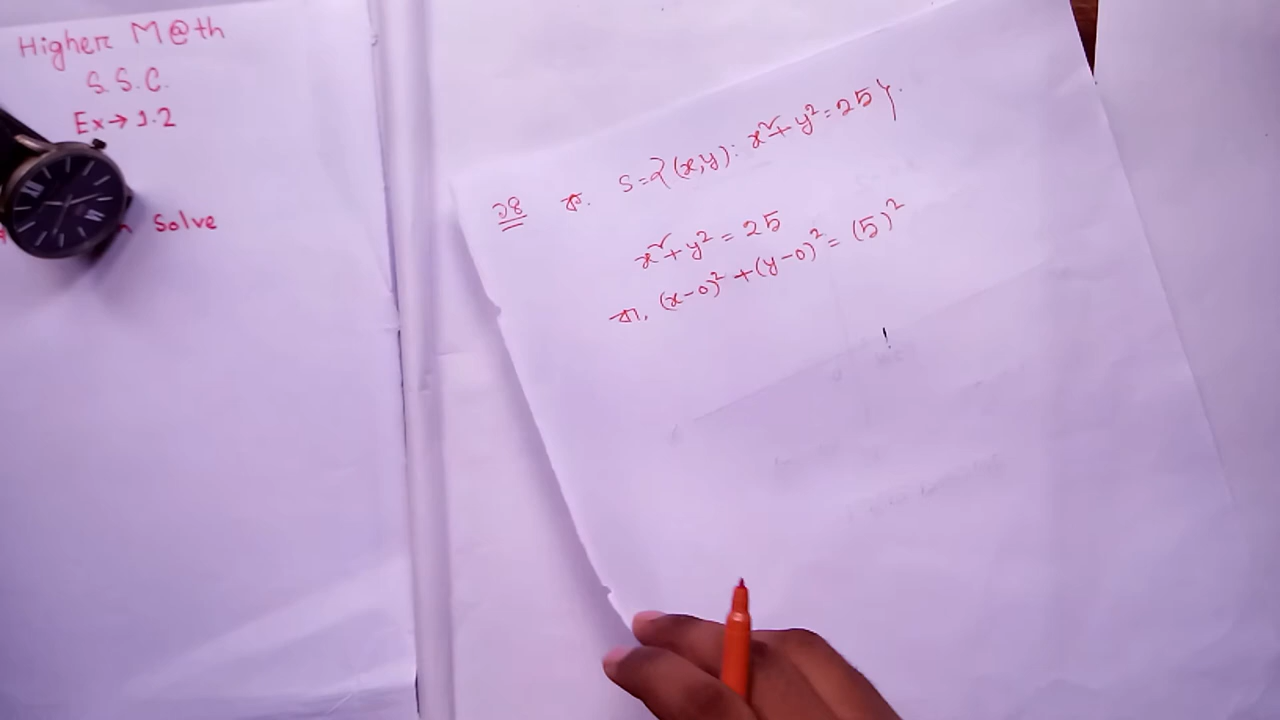 Higher M@th
S.S.C.
Ex→1.2
Solve
১৪ ক. S={(x,y): x²+y²=25}.
x²+y²=25
বা, (x-0)²+(y-0)²=(5)²